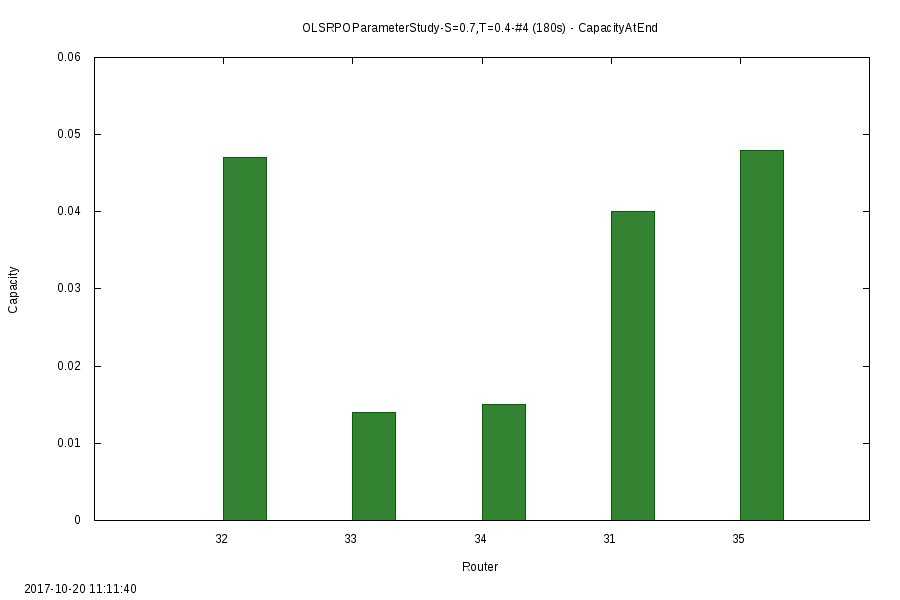 OLSRPOParameterStudy-S=0.7,T=0.4-#4 (180s) - CapacityAtEnd
0.06
0.05
0.04
0.03
0.02
0.01
0
Capacity
32 33 34 31 35
Router
2017-10-20 11:11:40